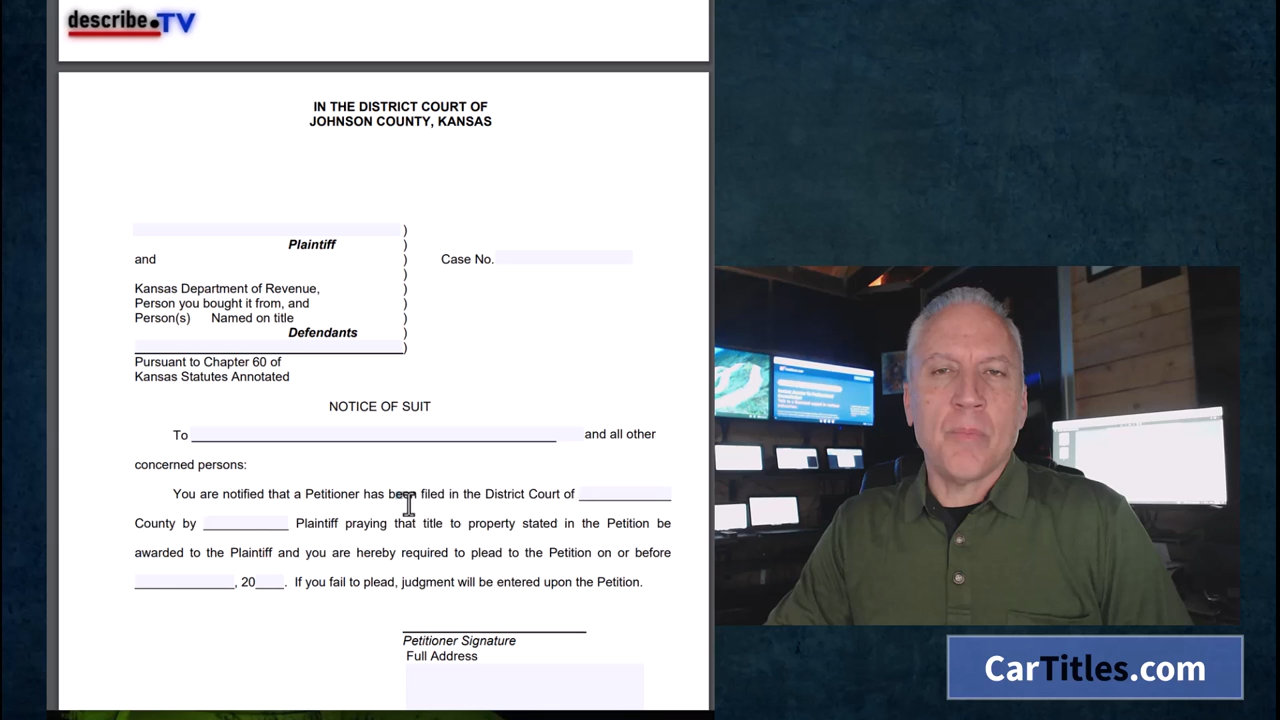 describe.TV
IN THE DISTRICT COURT OF
JOHNSON COUNTY, KANSAS
)
Plaintiff )
and ) Case No.
)
Kansas Department of Revenue, )
Person you bought it from, and )
Person(s) Named on title )
Defendants )
)
Pursuant to Chapter 60 of
Kansas Statutes Annotated
NOTICE OF SUIT
To and all other
concerned persons:
You are notified that a Petitioner has been filed in the District Court of
County by Plaintiff praying that title to property stated in the Petition be
awarded to the Plaintiff and you are hereby required to plead to the Petition on or before
, 20 . If you fail to plead, judgment will be entered upon the Petition.
Petitioner Signature
Full Address
CarTitles.com